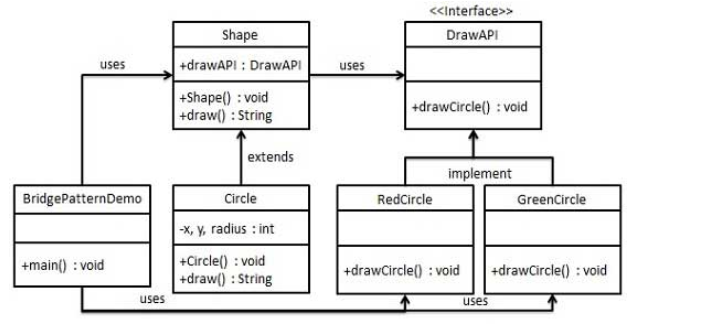 <<Interface>>
Shape
+drawAPI : DrawAPI
+Shape() : void
+draw() : String
uses
uses
DrawAPI
+drawCircle() : void
extends
implement
BridgePatternDemo
+main() : void
Circle
-x, y, radius : int
+Circle() : void
+draw() : String
RedCircle
+drawCircle() : void
GreenCircle
+drawCircle() : void
uses
uses